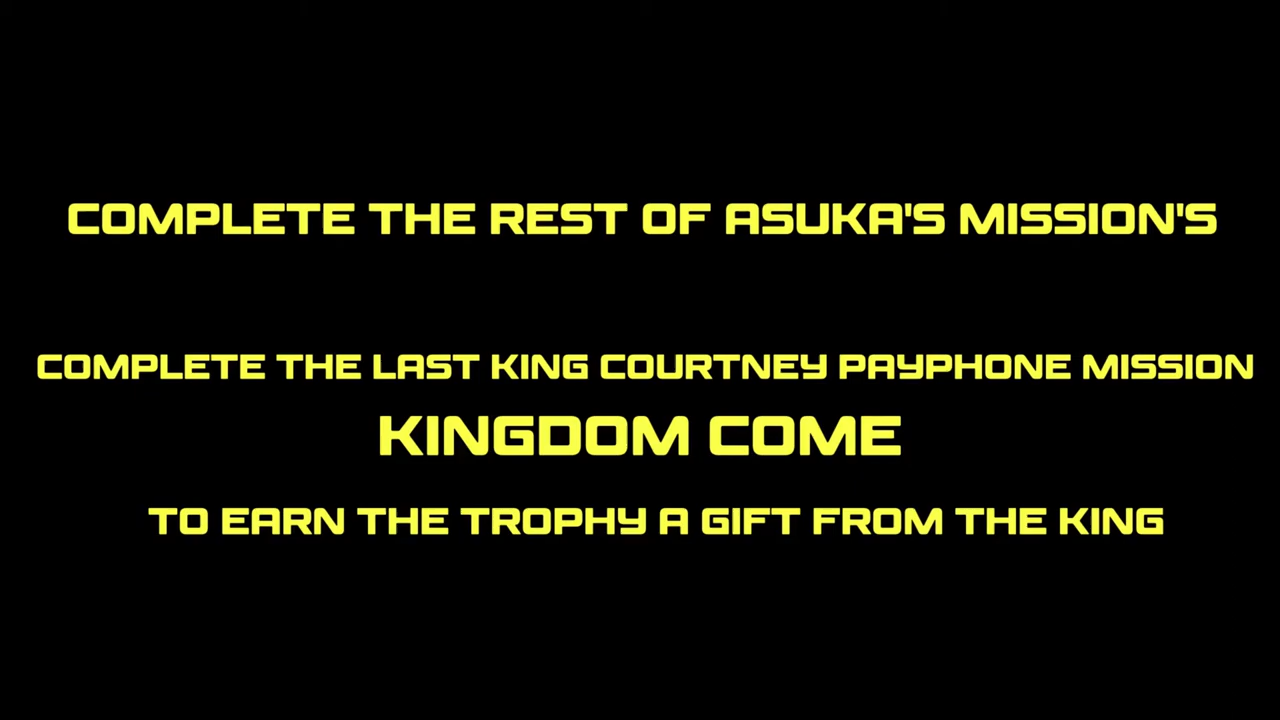 COMPLETE THE REST OF ASUKA'S MISSION'S
COMPLETE THE LAST KING COURTNEY PAYPHONE MISSION
KINGDOM COME
TO EARN THE TROPHY A GIFT FROM THE KING